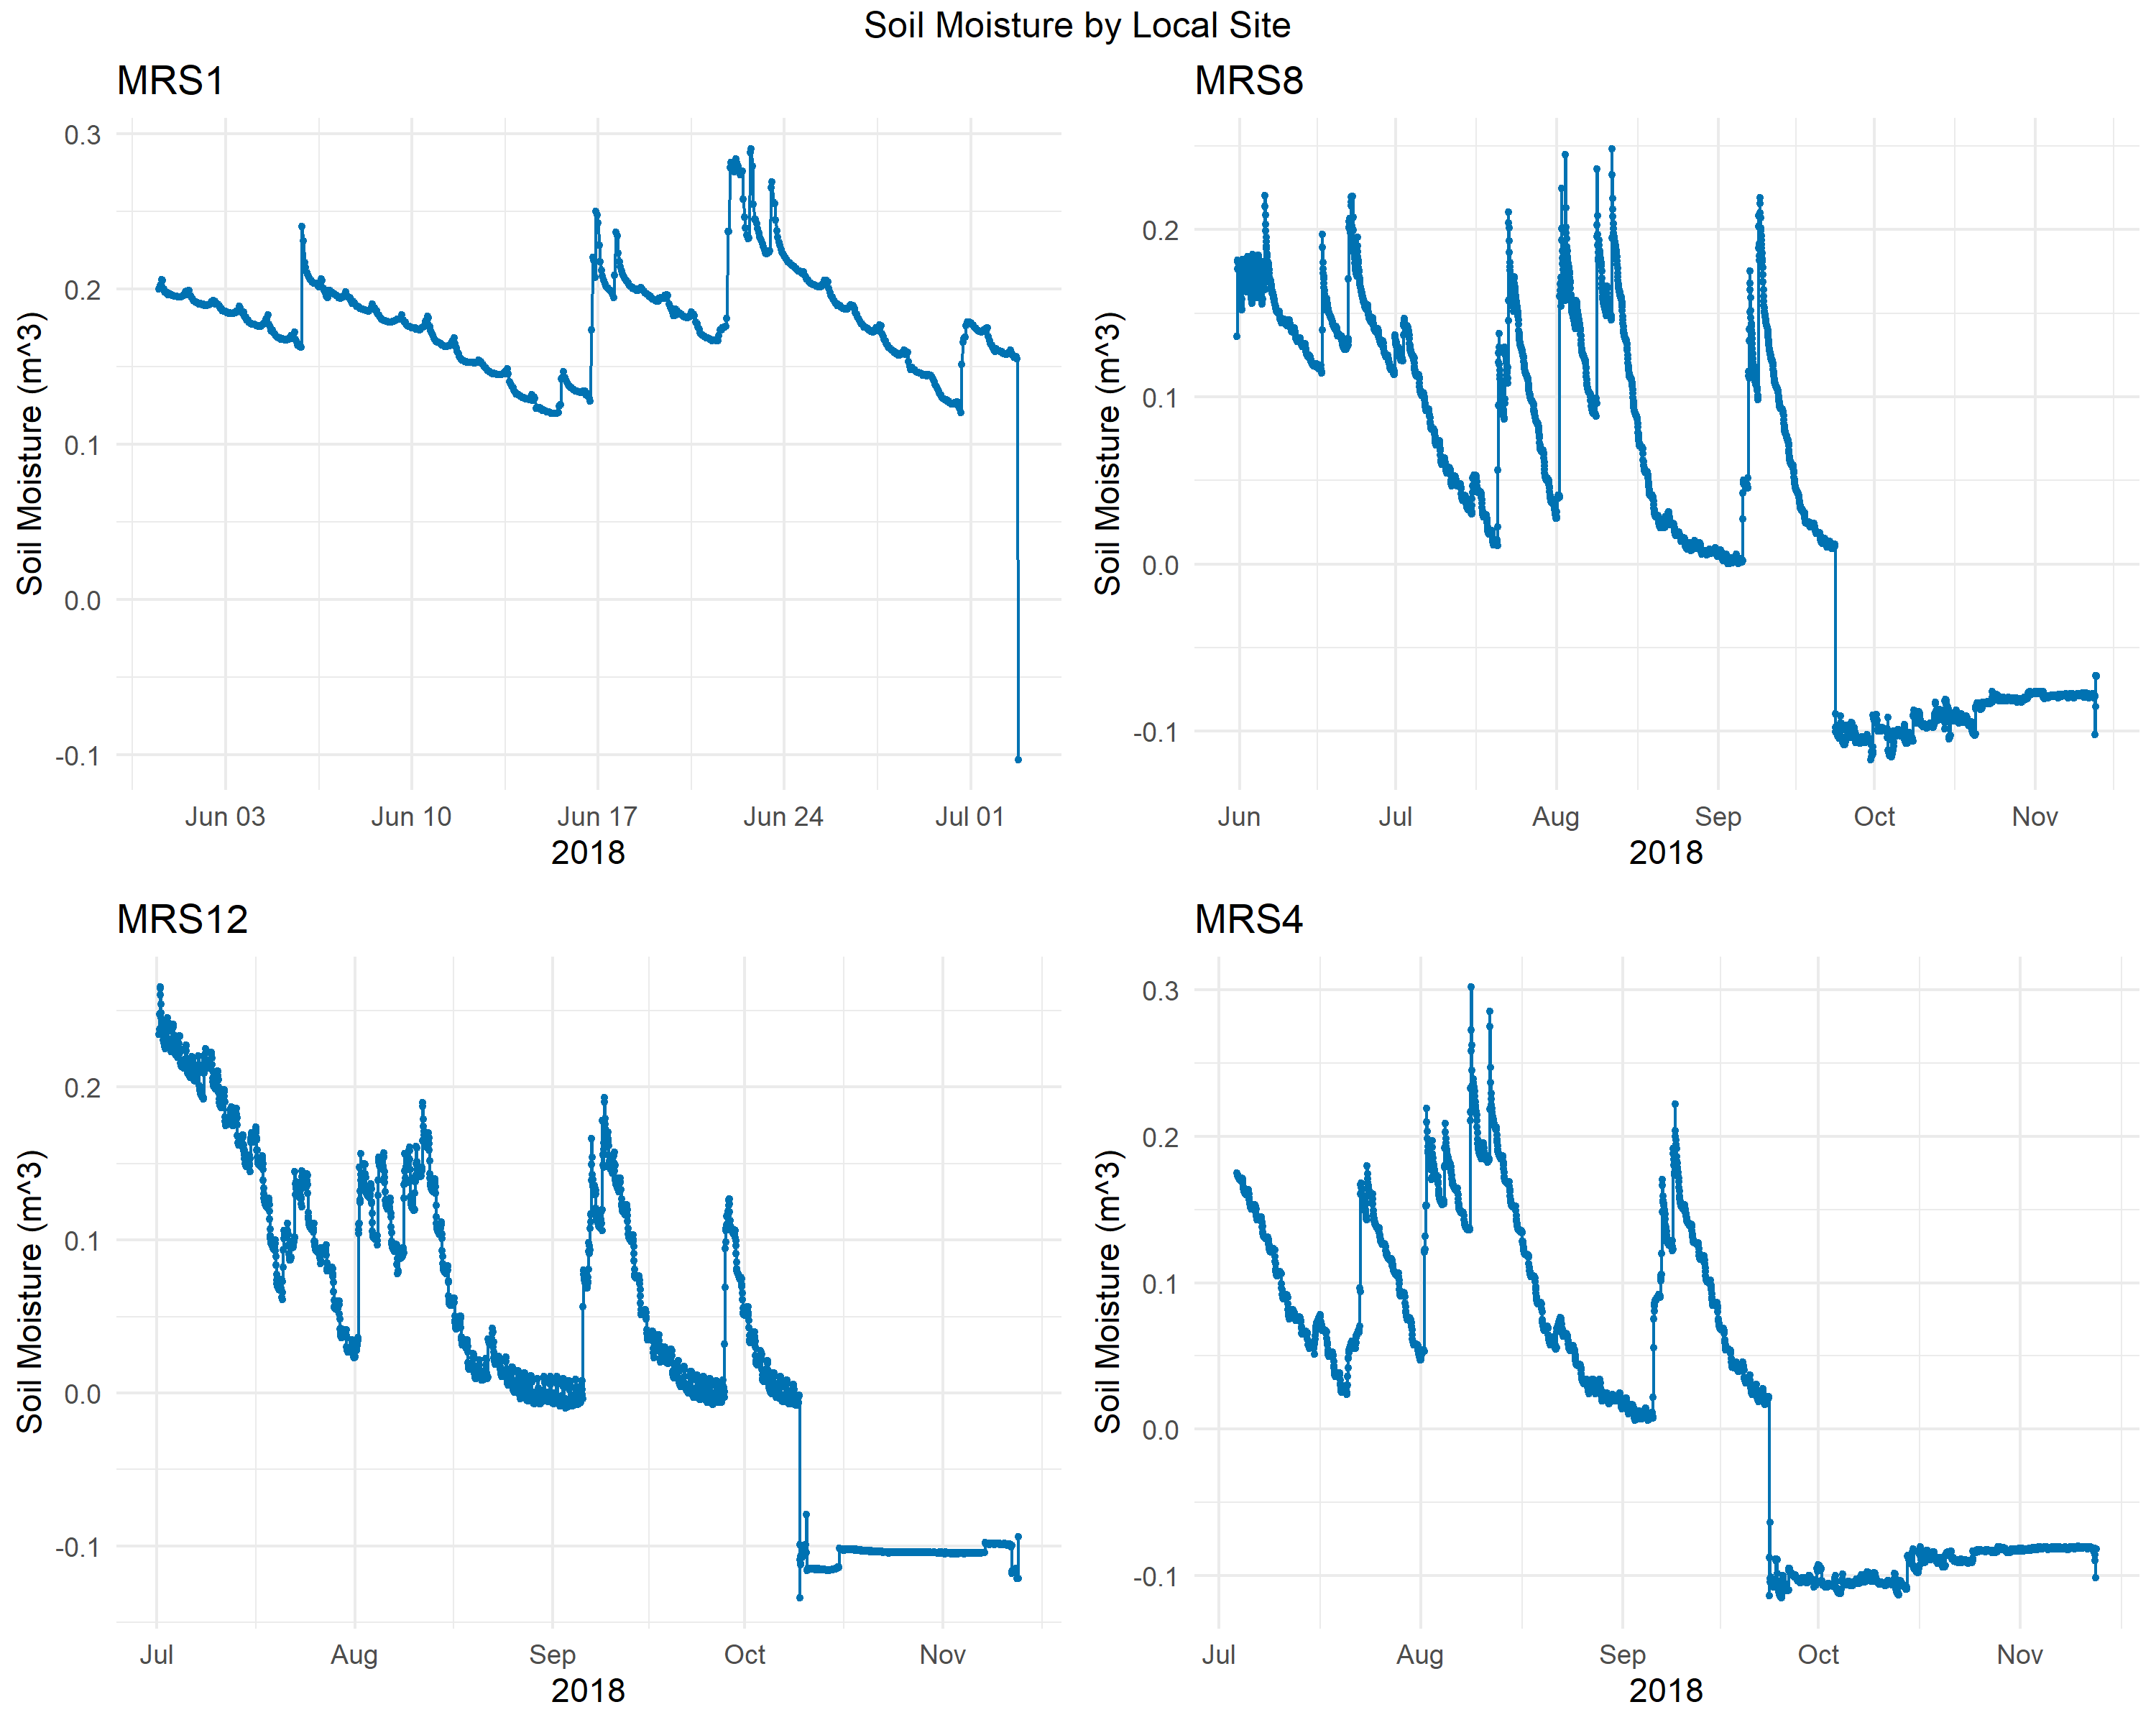 Soil Moisture by Local Site
MRS1
Soil Moisture (m^3)
0.3
0.2
0.1
0.0
-0.1
Jun 03 Jun 10 Jun 17 Jun 24 Jul 01
2018
MRS8
Soil Moisture (m^3)
0.2
0.1
0.0
-0.1
Jun Jul Aug Sep Oct Nov
2018
MRS12
Soil Moisture (m^3)
0.2
0.1
0.0
-0.1
Jul Aug Sep Oct Nov
2018
MRS4
Soil Moisture (m^3)
0.3
0.2
0.1
0.0
-0.1
Jul Aug Sep Oct Nov
2018